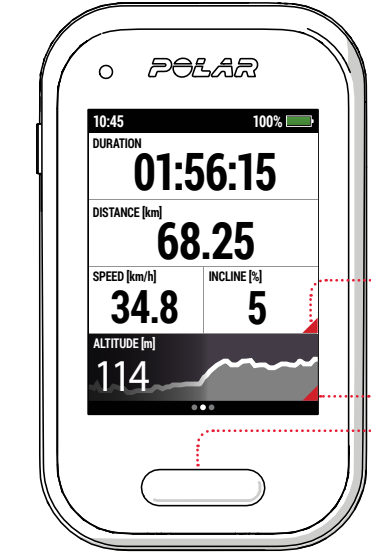 POLAR
10:45 100%
DURATION
01:56:15
DISTANCE [km]
68.25
SPEED [km/h] INCLINE [%]
34.8 5
ALTITUDE [m]
114